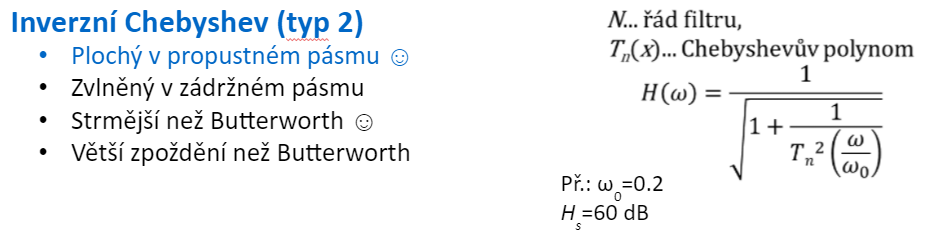 Inverzní Chebyshev (typ 2)
• Plochý v propustném pásmu ☺
• Zvlněný v zádržném pásmu
• Strmější než Butterworth ☺
• Větší zpoždění než Butterworth
N... řád filtru,
Tₙ(x)... Chebyshevův polynom
H(ω) = 1 / √(1 + 1 / Tₙ²(ω/ω₀))
Př.: ω₀=0.2
Hₛ=60 dB